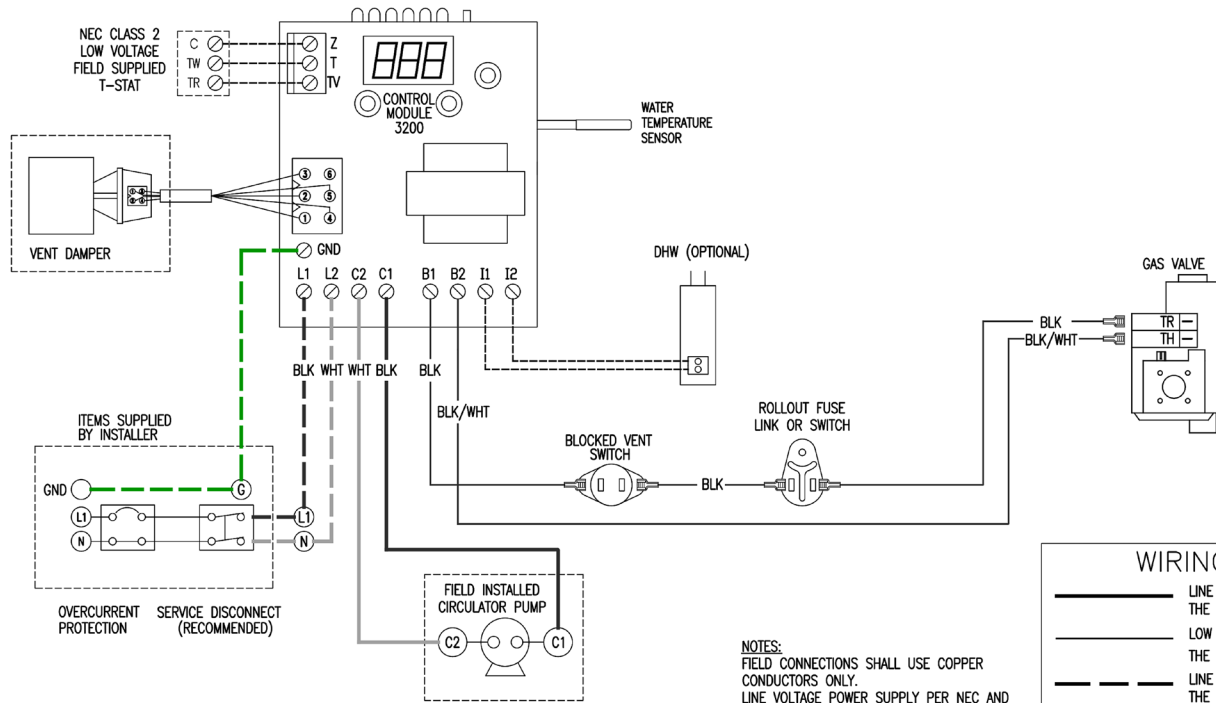 NEC CLASS 2
LOW VOLTAGE
FIELD SUPPLIED
T-STAT
C
TW
TR
Z
T
TV
888
CONTROL
MODULE
3200
WATER
TEMPERATURE
SENSOR
3 6
2 5
1 4
VENT DAMPER
GND
L1 L2 C2 C1 B1 B2 I1 I2
DHW (OPTIONAL)
GAS VALVE
BLK
TR
BLK/WHT
TH
BLK WHT WHT BLK BLK
BLK/WHT
ROLLOUT FUSE
LINK OR SWITCH
BLOCKED VENT
SWITCH
BLK
ITEMS SUPPLIED
BY INSTALLER
GND
G
L1
L1
N
N
OVERCURRENT
PROTECTION
SERVICE DISCONNECT
(RECOMMENDED)
FIELD INSTALLED
CIRCULATOR PUMP
C2
C1
NOTES:
FIELD CONNECTIONS SHALL USE COPPER
CONDUCTORS ONLY.
LINE VOLTAGE POWER SUPPLY PER NEC AND
WIRING
LINE
THE
LOW
THE
LINE
THE